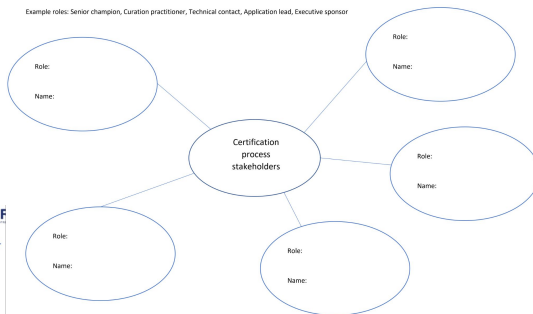 Example roles: Senior champion, Curation practitioner, Technical contact, Application lead, Executive sponsor
Role:
Name:
Role:
Name:
Certification
process
stakeholders
Role:
Name:
Role:
Name:
Role:
Name:
F